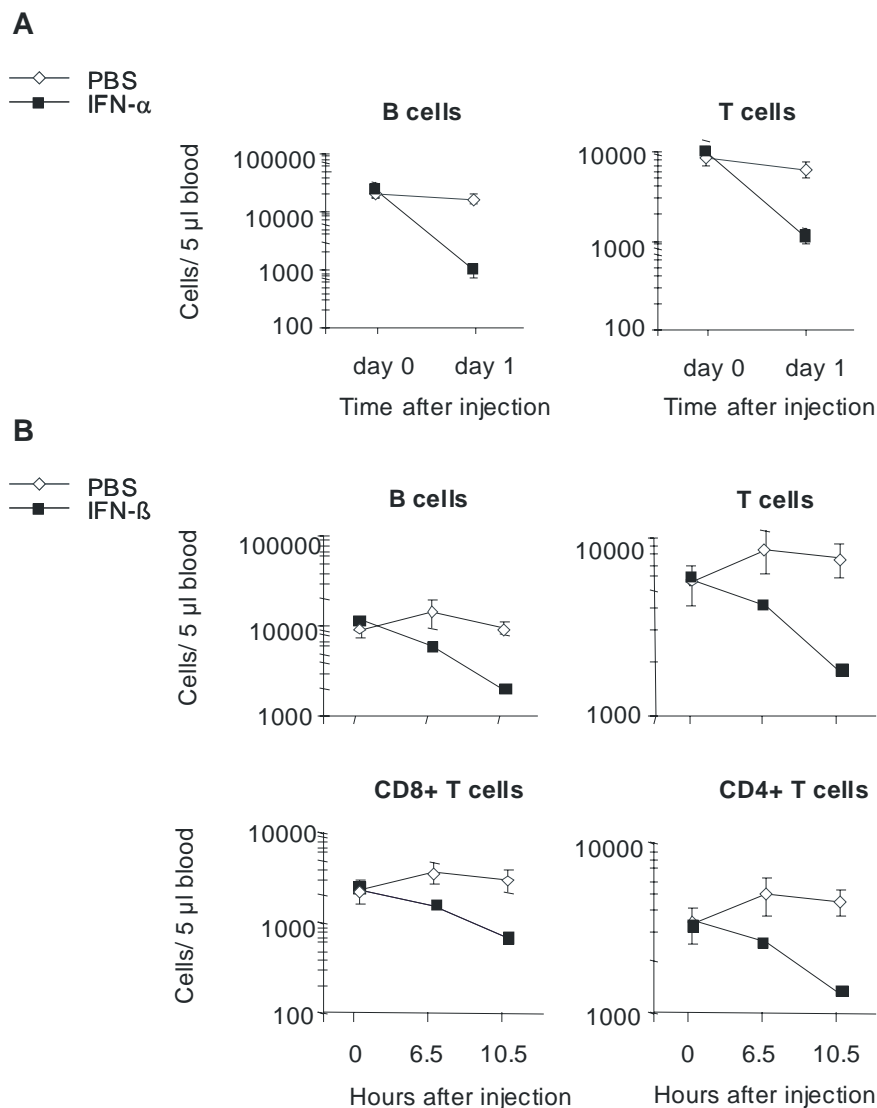 A
PBS
IFN-α
B cells
T cells
Cells/ 5 µl blood
100000
10000
1000
100
10000
1000
100
day 0 day 1
day 0 day 1
Time after injection
Time after injection
B
PBS
IFN-ß
B cells
T cells
Cells/ 5 µl blood
100000
10000
1000
10000
1000
CD8+ T cells
CD4+ T cells
Cells/ 5 µl blood
10000
1000
100
10000
1000
0 6.5 10.5
0 6.5 10.5
Hours after injection
Hours after injection